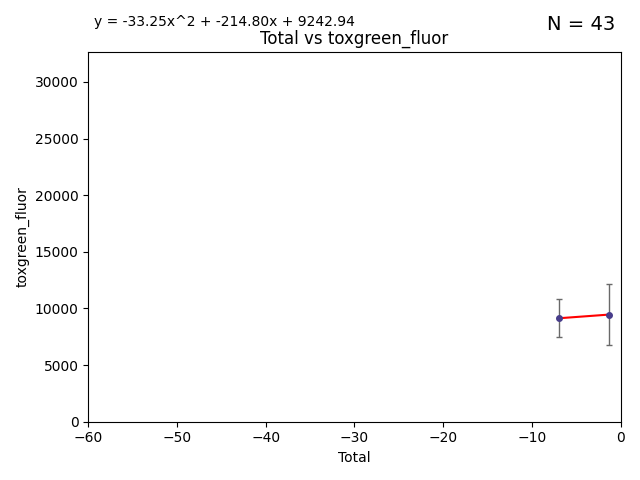 y = -33.25x^2 + -214.80x + 9242.94
N = 43
Total vs toxgreen_fluor
30000
25000
20000
15000
10000
5000
0
toxgreen_fluor
−60 −50 −40 −30 −20 −10 0
Total